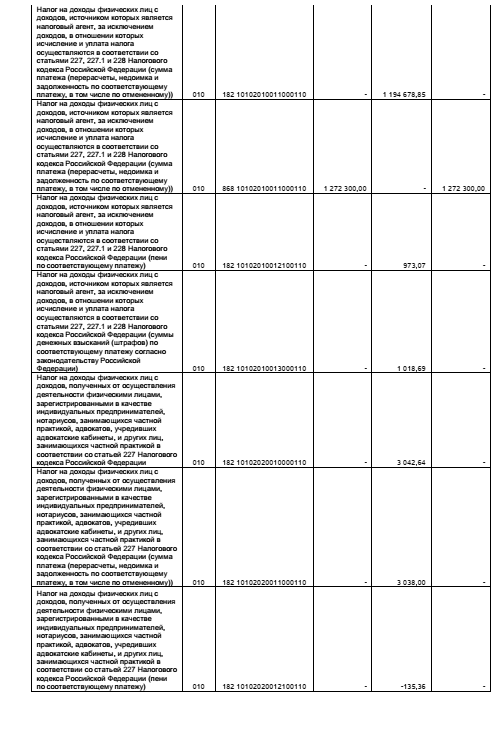 Налог на доходы физических лиц с
доходов, источником которых является
налоговый агент, за исключением
доходов, в отношении которых
исчисление и уплата налога
осуществляются в соответствии со
статьями 227, 227.1 и 228 Налогового
кодекса Российской Федерации (сумма
платежа (перерасчеты, недоимка и
задолженность по соответствующему
платежу, в том числе по отмененному)) 010 182 10102010011000110 - 1 194 678,85 -
Налог на доходы физических лиц с
доходов, источником которых является
налоговый агент, за исключением
доходов, в отношении которых
исчисление и уплата налога
осуществляются в соответствии со
статьями 227, 227.1 и 228 Налогового
кодекса Российской Федерации (сумма
платежа (перерасчеты, недоимка и
задолженность по соответствующему
платежу, в том числе по отмененному)) 010 868 10102010011000110 1 272 300,00 - 1 272 300,00
Налог на доходы физических лиц с
доходов, источником которых является
налоговый агент, за исключением
доходов, в отношении которых
исчисление и уплата налога
осуществляются в соответствии со
статьями 227, 227.1 и 228 Налогового
кодекса Российской Федерации (пени
по соответствующему платежу) 010 182 10102010012100110 - 973,07 -
Налог на доходы физических лиц с
доходов, источником которых является
налоговый агент, за исключением
доходов, в отношении которых
исчисление и уплата налога
осуществляются в соответствии со
статьями 227, 227.1 и 228 Налогового
кодекса Российской Федерации (суммы
денежных взысканий (штрафов) по
соответствующему платежу согласно
законодательству Российской
Федерации) 010 182 10102010013000110 - 1 018,69 -
Налог на доходы физических лиц с
доходов, полученных от осуществления
деятельности физическими лицами,
зарегистрированными в качестве
индивидуальных предпринимателей,
нотариусов, занимающихся частной
практикой, адвокатов, учредивших
адвокатские кабинеты, и других лиц,
занимающихся частной практикой в
соответствии со статьей 227 Налогового
кодекса Российской Федерации 010 182 10102020010000110 - 3 042,64 -
Налог на доходы физических лиц с
доходов, полученных от осуществления
деятельности физическими лицами,
зарегистрированными в качестве
индивидуальных предпринимателей,
нотариусов, занимающихся частной
практикой, адвокатов, учредивших
адвокатские кабинеты, и других лиц,
занимающихся частной практикой в
соответствии со статьей 227 Налогового
кодекса Российской Федерации (сумма
платежа (перерасчеты, недоимка и
задолженность по соответствующему
платежу, в том числе по отмененному)) 010 182 10102020011000110 - 3 038,00 -
Налог на доходы физических лиц с
доходов, полученных от осуществления
деятельности физическими лицами,
зарегистрированными в качестве
индивидуальных предпринимателей,
нотариусов, занимающихся частной
практикой, адвокатов, учредивших
адвокатские кабинеты, и других лиц,
занимающихся частной практикой в
соответствии со статьей 227 Налогового
кодекса Российской Федерации (пени
по соответствующему платежу) 010 182 10102020012100110 - -135,36 -